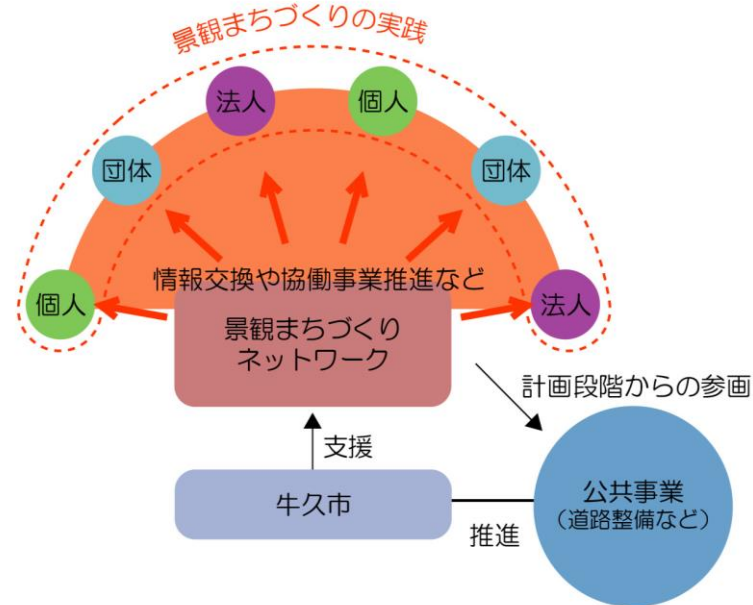 景観まちづくりの実践
法人
個人
団体
団体
個人
法人
情報交換や協働事業推進など
景観まちづくり
ネットワーク
計画段階からの参画
支援
牛久市
推進
公共事業
(道路整備など)